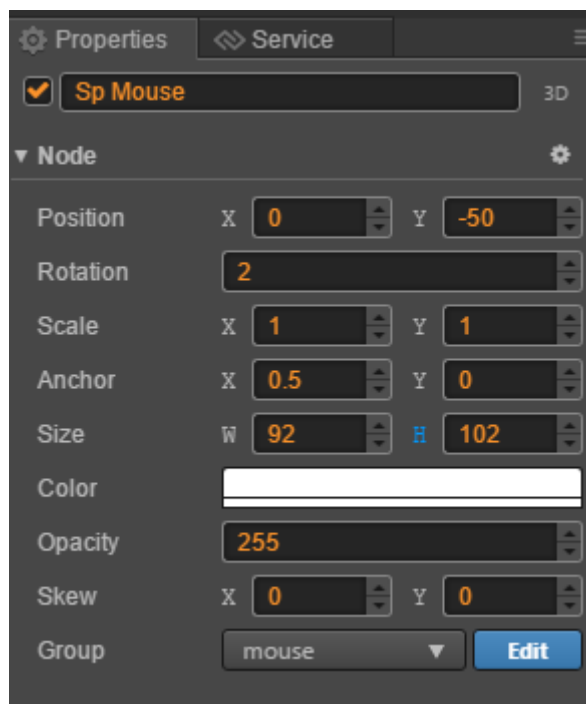 Properties Service
Sp Mouse 3D
Node
Position X 0 Y -50
Rotation 2
Scale X 1 Y 1
Anchor X 0.5 Y 0
Size W 92 H 102
Color
Opacity 255
Skew X 0 Y 0
Group mouse Edit